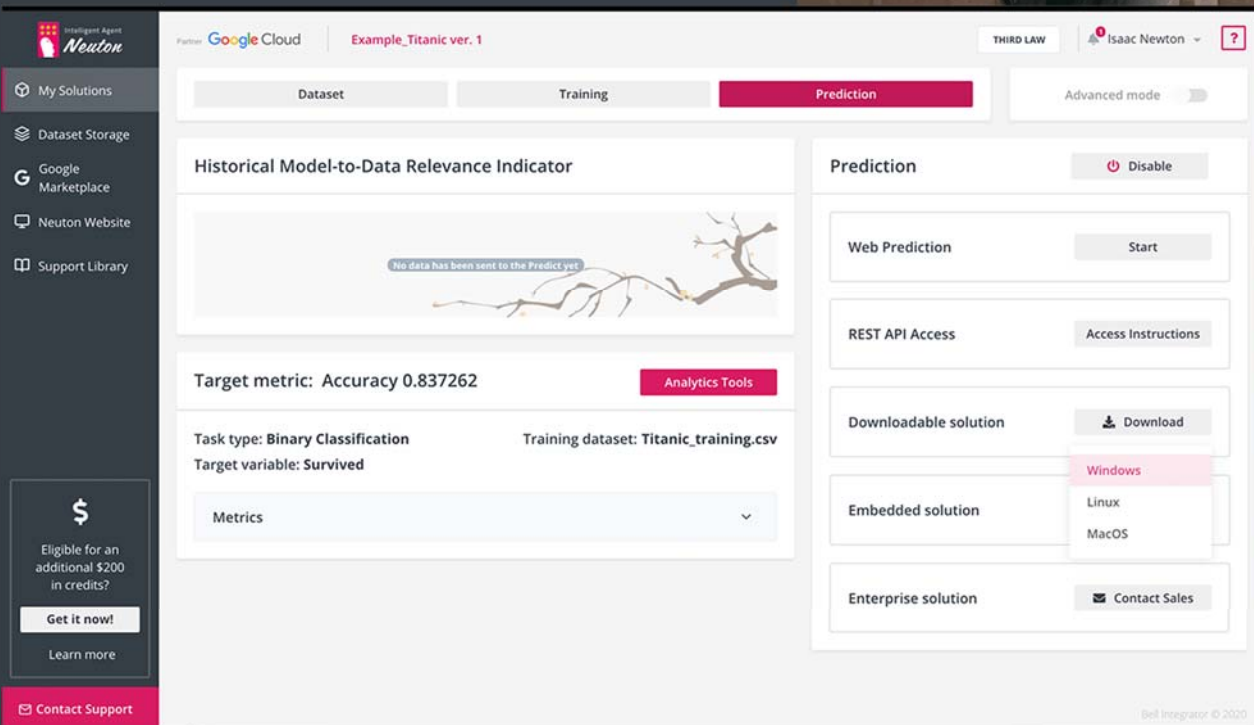 Intelligent Agent
Neuton
Partner Google Cloud
Example_Titanic ver. 1
THIRD LAW
Isaac Newton
?
My Solutions
Dataset Storage
Google
Marketplace
Neuton Website
Support Library
Dataset
Training
Prediction
Advanced mode
Historical Model-to-Data Relevance Indicator
No data has been sent to the Predict yet
Target metric: Accuracy 0.837262
Analytics Tools
Task type: Binary Classification
Training dataset: Titanic_training.csv
Target variable: Survived
Metrics
Prediction
Disable
Web Prediction
Start
REST API Access
Access Instructions
Downloadable solution
Download
Windows
Linux
MacOS
Embedded solution
Enterprise solution
Contact Sales
$
Eligible for an
additional $200
in credits?
Get it now!
Learn more
Contact Support
Bell Integrator © 2020